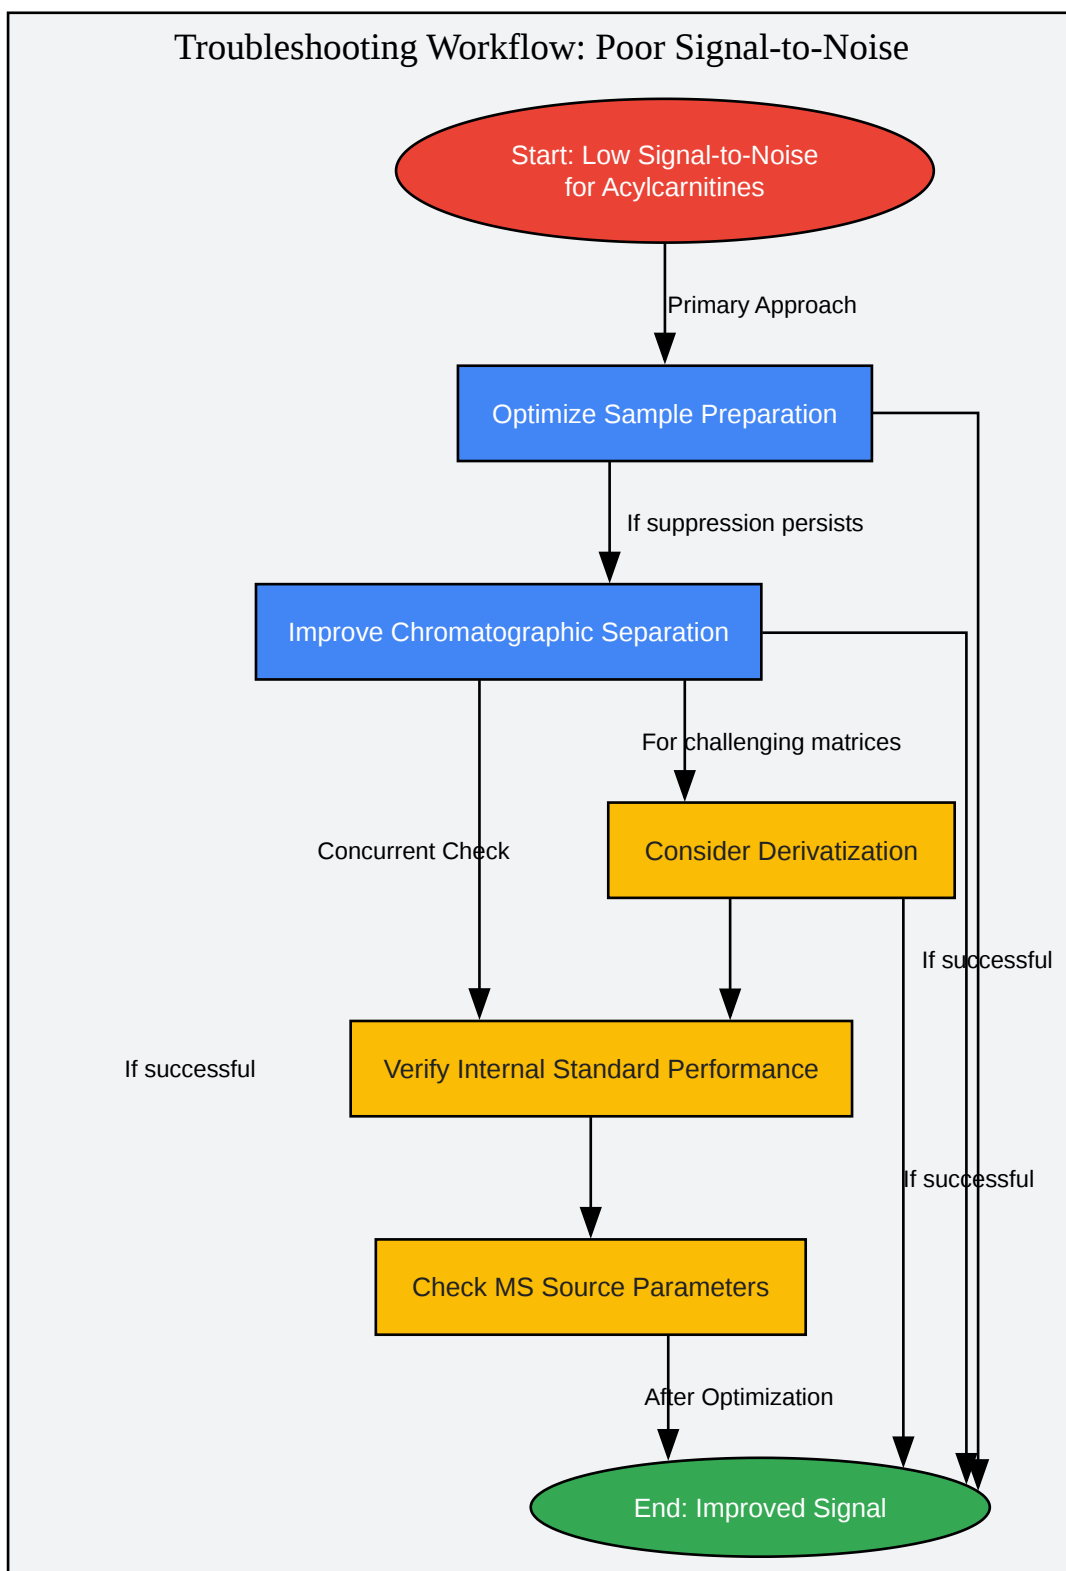 Troubleshooting Workflow: Poor Signal-to-Noise
Start: Low Signal-to-Noise
for Acylcarnitines
Primary Approach
Optimize Sample Preparation
If suppression persists
Improve Chromatographic Separation
For challenging matrices
Concurrent Check
Consider Derivatization
If successful
If successful
Verify Internal Standard Performance
If successful
Check MS Source Parameters
After Optimization
End: Improved Signal